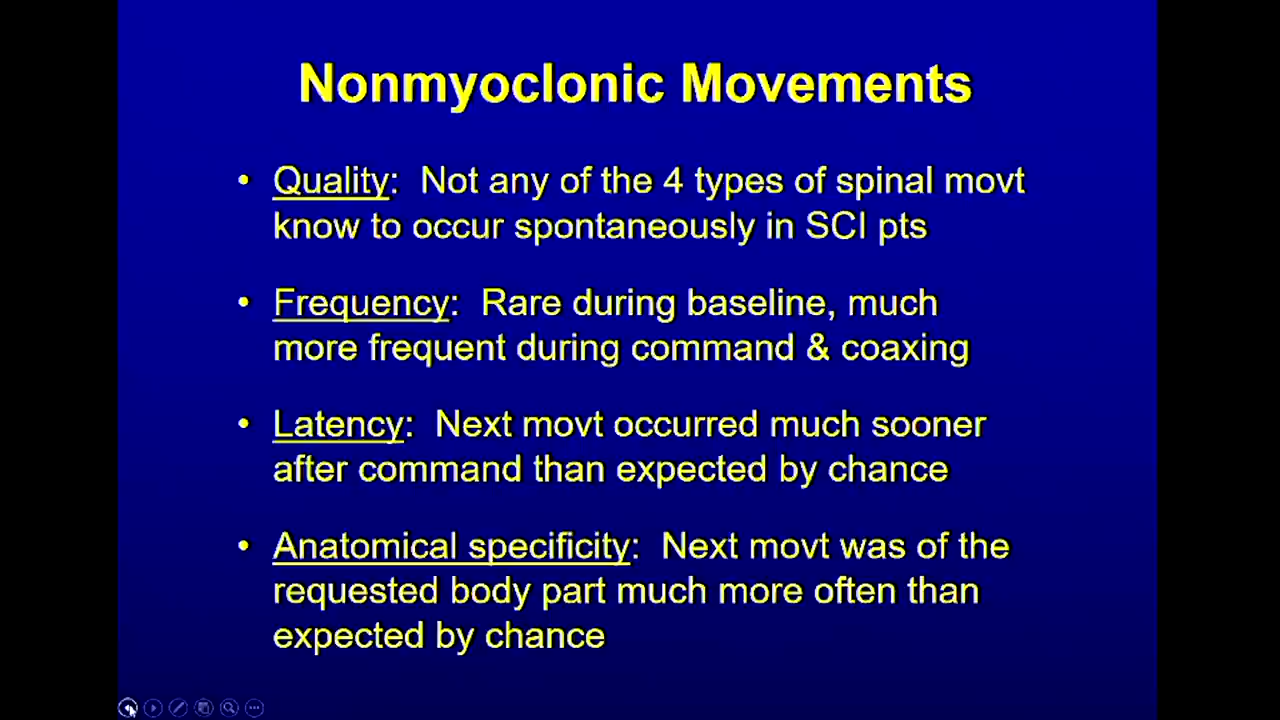 Nonmyoclonic Movements
• Quality: Not any of the 4 types of spinal movt
know to occur spontaneously in SCI pts
• Frequency: Rare during baseline, much
more frequent during command & coaxing
• Latency: Next movt occurred much sooner
after command than expected by chance
• Anatomical specificity: Next movt was of the
requested body part much more often than
expected by chance